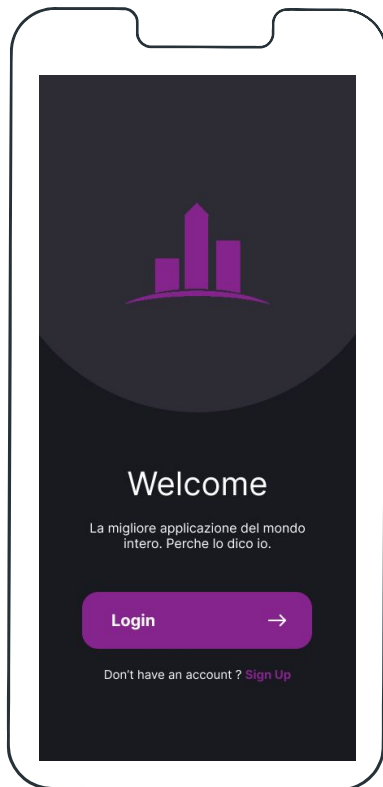 Welcome
La migliore applicazione del mondo
intero. Perche lo dico io.
Login
Don't have an account ? Sign Up